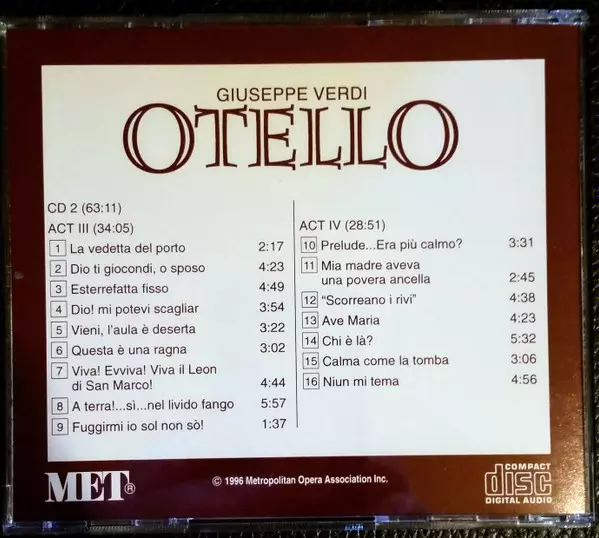 GIUSEPPE VERDI
OTELLO
CD 2 (63:11)
ACT III (34:05)
1 La vedetta del porto 2:17
2 Dio ti giocondi, o sposo 4:23
3 Esterrefatta fisso 4:49
4 Dio! mi potevi scagliar 3:54
5 Vieni, l'aula è deserta 3:22
6 Questa è una ragna 3:02
7 Viva! Evviva! Viva il Leon
di San Marco! 4:44
8 A terra!...sì...nel livido fango 5:57
9 Fuggirmi io sol non sò! 1:37
ACT IV (28:51)
10 Prelude...Era più calmo? 3:31
11 Mia madre aveva
una povera ancella 2:45
12 "Scorreano i rivi" 4:38
13 Ave Maria 4:23
14 Chi è là? 5:32
15 Calma come la tomba 3:06
16 Niun mi tema 4:56
MET®
© 1996 Metropolitan Opera Association Inc.
COMPACT
disc
DIGITAL AUDIO